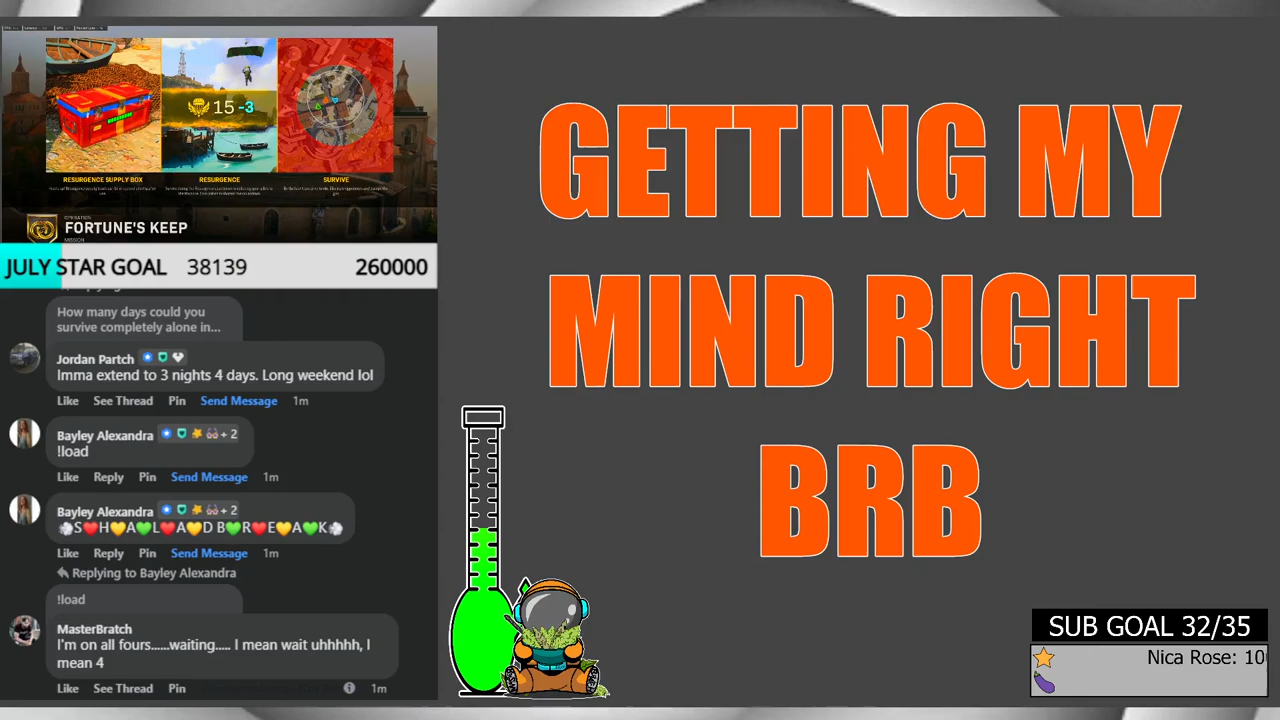 15 -3
RESURGENCE SUPPLY BOX
RESURGENCE
SURVIVE
OPERATION
FORTUNE'S KEEP
MISSION
JULY STAR GOAL 38139 260000
How many days could you
survive completely alone in...
Jordan Partch
Imma extend to 3 nights 4 days. Long weekend lol
Like See Thread Pin Send Message 1m
Bayley Alexandra + 2
!load
Like Reply Pin Send Message 1m
Bayley Alexandra + 2
💨S❤️H💛A💚L❤️A💛D B💚R❤️E💛A💚K💨
Like Reply Pin Send Message 1m
Replying to Bayley Alexandra
!load
MasterBratch
I'm on all fours......waiting..... I mean wait uhhhhh, I
mean 4
Like See Thread Pin 1m
GETTING MY
MIND RIGHT
BRB
SUB GOAL 32/35
Nica Rose: 10